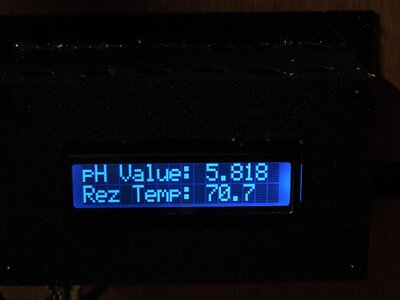 pH Value: 5.818
Rez Temp: 70.7